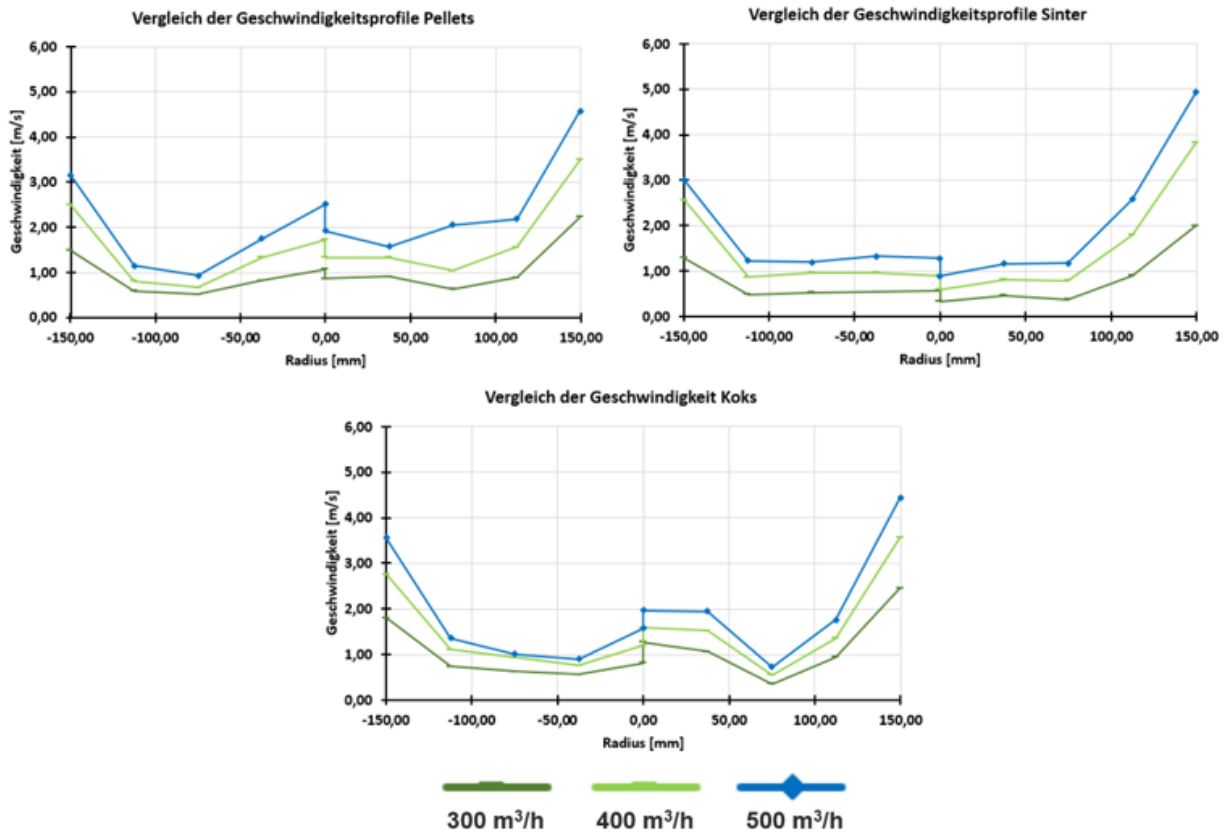 Vergleich der Geschwindigkeitsprofile Pellets
Geschwindigkeit [m/s]
6,00
5,00
4,00
3,00
2,00
1,00
0,00
-150,00 -100,00 -50,00 0,00 50,00 100,00 150,00
Radius [mm]
Vergleich der Geschwindigkeitsprofile Sinter
Geschwindigkeit [m/s]
6,00
5,00
4,00
3,00
2,00
1,00
0,00
-150,00 -100,00 -50,00 0,00 50,00 100,00 150,00
Radius [mm]
Vergleich der Geschwindigkeit Koks
Geschwindigkeit [m/s]
6,00
5,00
4,00
3,00
2,00
1,00
0,00
-150,00 -100,00 -50,00 0,00 50,00 100,00 150,00
Radius [mm]
300 m³/h 400 m³/h 500 m³/h